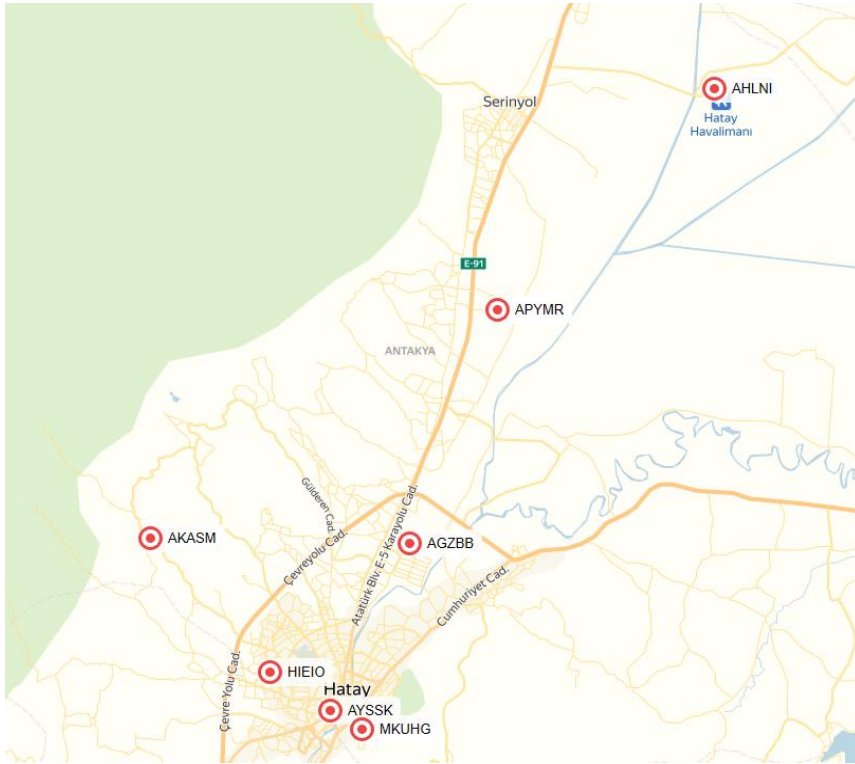 AHLNI
Serinyol
Hatay
Havalimanı
E-91
APYMR
ANTAKYA
Gülderen Cad.
Çevreyolu Cad.
Atatürk Blv. E-5 Karayolu Cad.
AKASM
AGZBB
Cumhuriyet Cad.
Çevre Yolu Cad.
HIEIO
Hatay
AYSSK
MKUHG